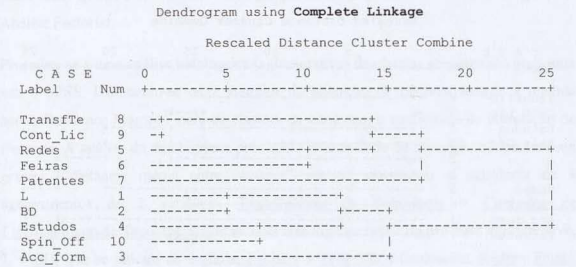 Dendrogram using Complete Linkage
Rescaled Distance Cluster Combine
C A S E 0 5 10 15 20 25
Label Num +---------+---------+---------+---------+---------+
TransfTe 8
Cont_Lic 9
Redes 5
Feiras 6
Patentes 7
L 1
BD 2
Estudos 4
Spin_Off 10
Acc_form 3